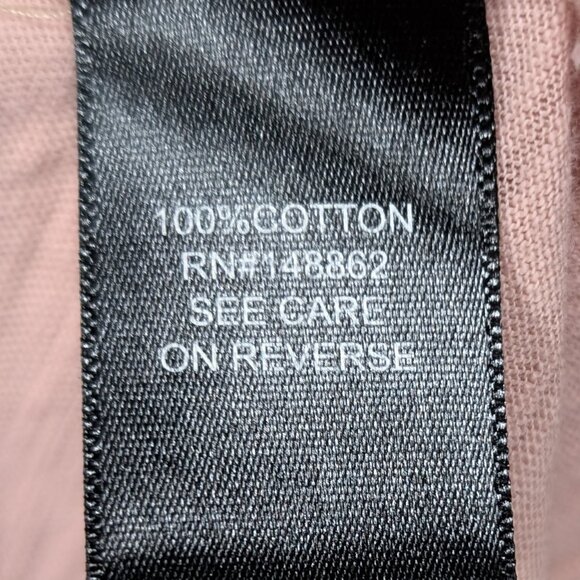 100%COTTON
RN#148862
SEE CARE
ON REVERSE